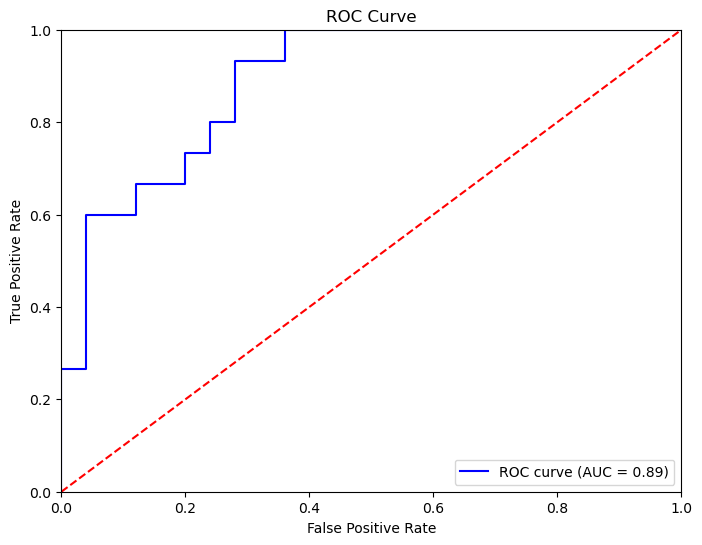 ROC Curve
1.0
0.8
0.6
0.4
0.2
0.0
True Positive Rate
0.0 0.2 0.4 0.6 0.8 1.0
False Positive Rate
ROC curve (AUC = 0.89)